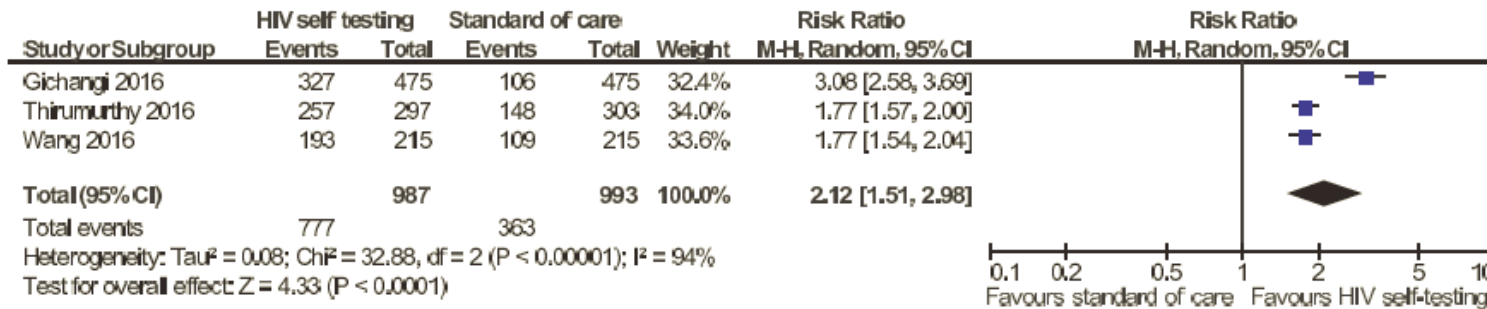 HIV self testing Standard of care Risk Ratio Risk Ratio
Study or Subgroup Events Total Events Total Weight M-H, Random, 95% CI M-H, Random, 95% CI
Gichangi 2016 327 475 106 475 32.4% 3.08 [2.58, 3.69]
Thirumurthy 2016 257 297 148 303 34.0% 1.77 [1.57, 2.00]
Wang 2016 193 215 109 215 33.6% 1.77 [1.54, 2.04]
Total (95% CI) 987 993 100.0% 2.12 [1.51, 2.98]
Total events 777 363
Heterogeneity: Tau² = 0.08; Chi² = 32.88, df = 2 (P < 0.00001); I² = 94%
Test for overall effect: Z = 4.33 (P < 0.0001)
0.1 0.2 0.5 1 2 5 10
Favours standard of care Favours HIV self-testing